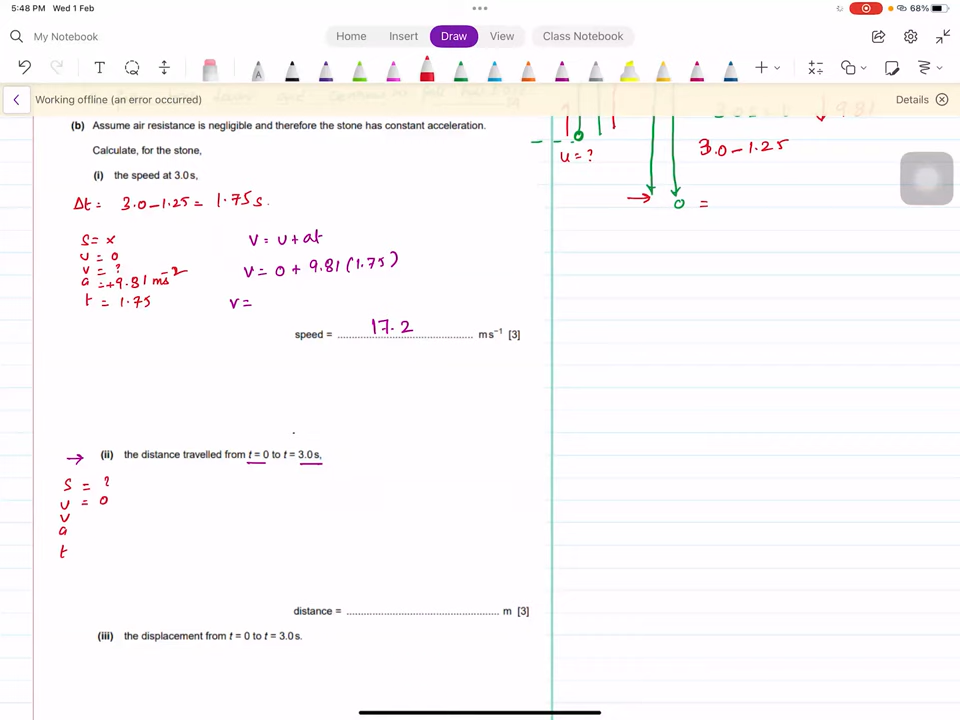 5:48 PM Wed 1 Feb
68%
My Notebook
Home Insert Draw View Class Notebook
Working offline (an error occurred)
Details
9.81
u = ?
3.0 – 1.25
0 =
(b) Assume air resistance is negligible and therefore the stone has constant acceleration.
Calculate, for the stone,
(i) the speed at 3.0 s,
Δt = 3.0 – 1.25 = 1.75 s.
S = x
u = 0
v = ?
a = +9.81 ms⁻²
t = 1.75
v = u + at
v = 0 + 9.81 (1.75)
v =
speed = 17.2 ms⁻¹ [3]
→ (ii) the distance travelled from t = 0 to t = 3.0 s,
S = ?
u = 0
v
a
t
distance = ................................................... m [3]
(iii) the displacement from t = 0 to t = 3.0 s.